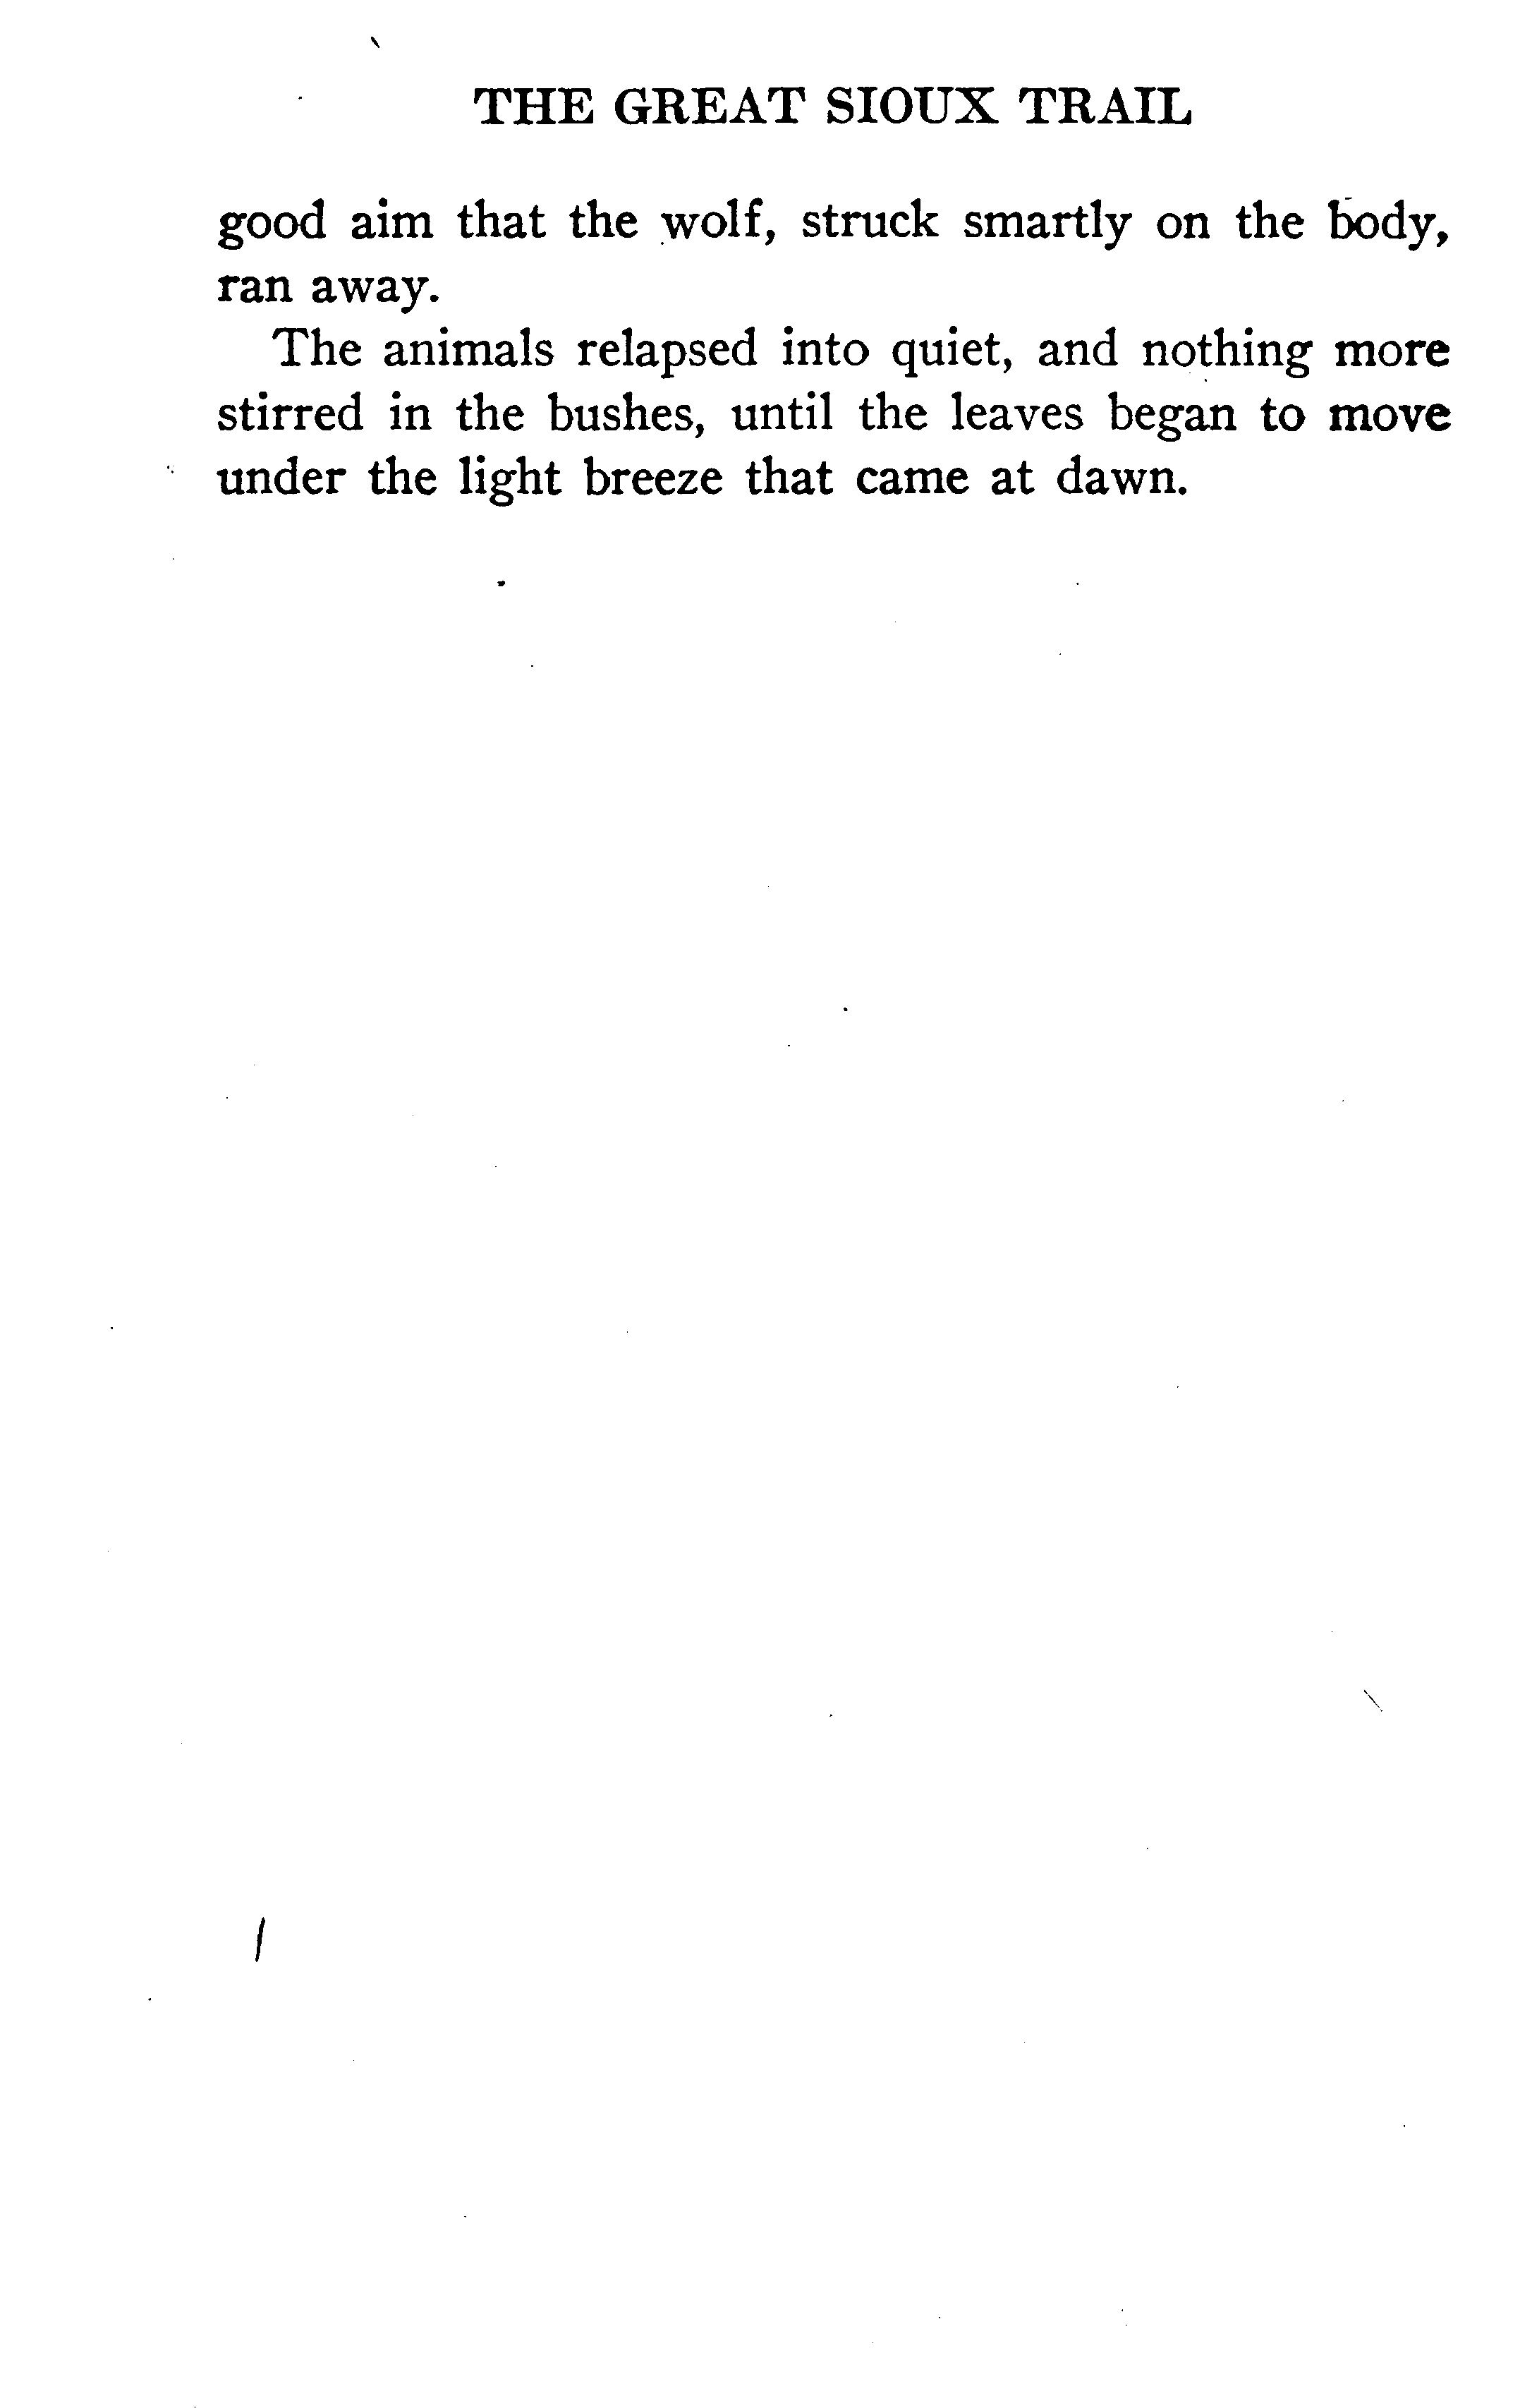 THE GREAT SIOUX TRAIL
good aim that the wolf, struck smartly on the body,
ran away.
The animals relapsed into quiet, and nothing more
stirred in the bushes, until the leaves began to move
under the light breeze that came at dawn.